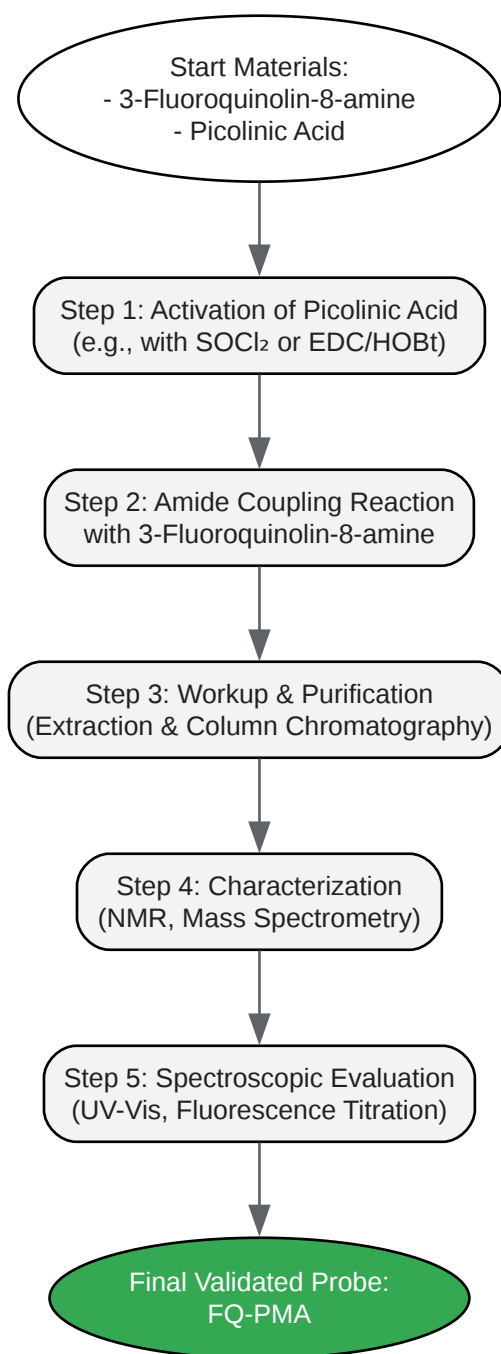 Start Materials:
- 3-Fluoroquinolin-8-amine
- Picolinic Acid
Step 1: Activation of Picolinic Acid
(e.g., with SOCl₂ or EDC/HOBt)
Step 2: Amide Coupling Reaction
with 3-Fluoroquinolin-8-amine
Step 3: Workup & Purification
(Extraction & Column Chromatography)
Step 4: Characterization
(NMR, Mass Spectrometry)
Step 5: Spectroscopic Evaluation
(UV-Vis, Fluorescence Titration)
Final Validated Probe:
FQ-PMA